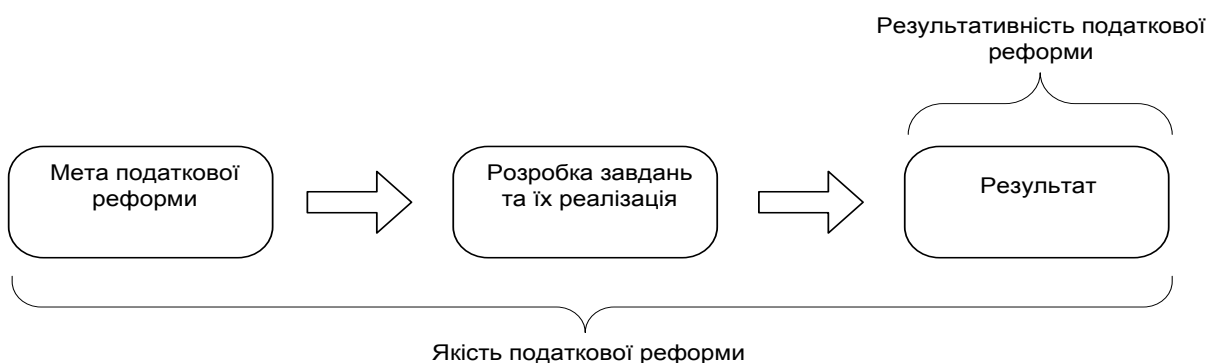 Результативність податкової
реформи
Мета податкової
реформи
Розробка завдань
та їх реалізація
Результат
Якість податкової реформи